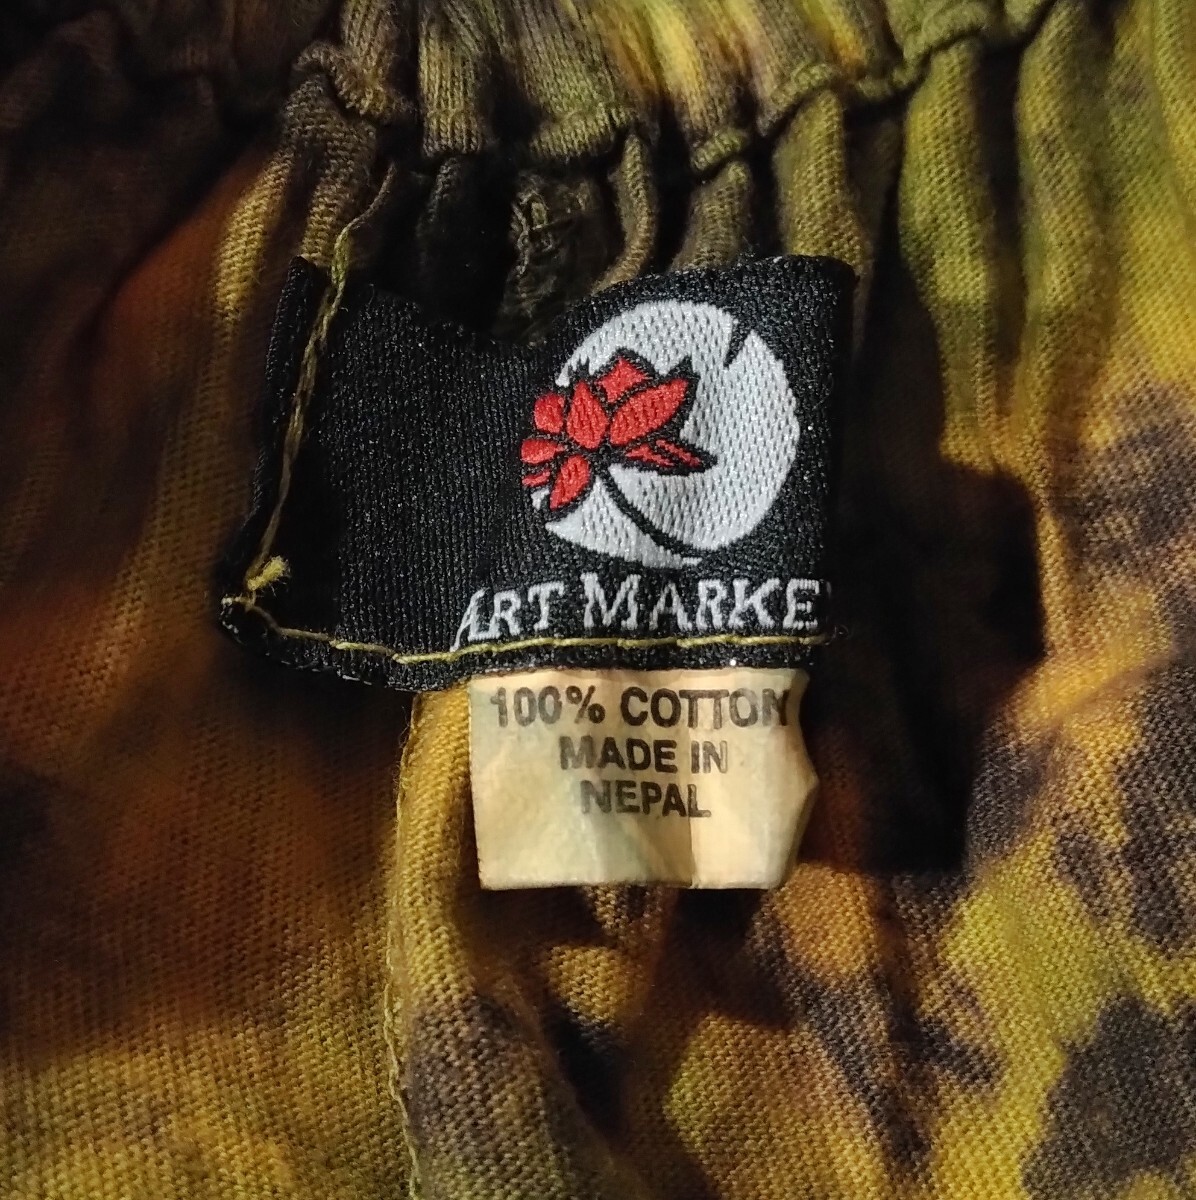 ART MARKE
100% COTTON
MADE IN
NEPAL